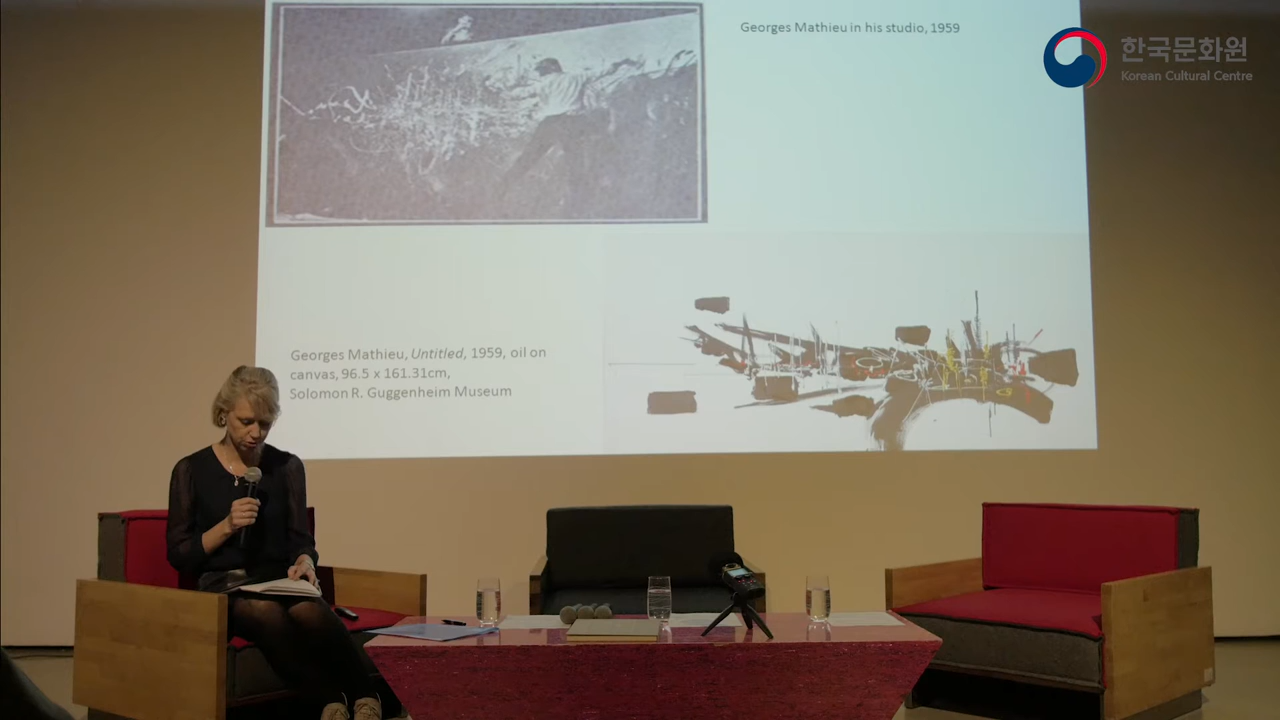 Georges Mathieu in his studio, 1959
한국문화원
Korean Cultural Centre
Georges Mathieu, Untitled, 1959, oil on
canvas, 96.5 x 161.31cm,
Solomon R. Guggenheim Museum